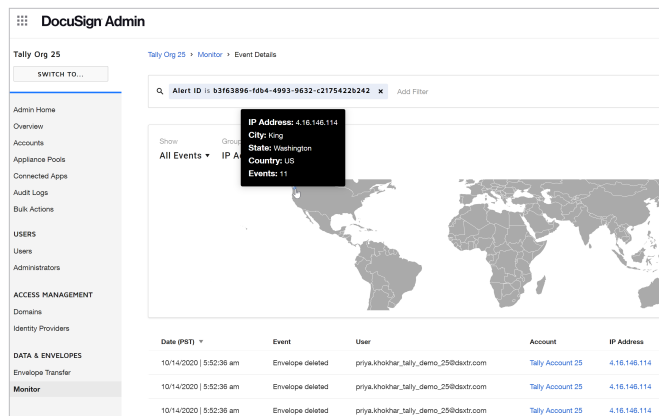 DocuSign Admin
Tally Org 25
SWITCH TO...
Admin Home
Overview
Accounts
Appliance Pools
Connected Apps
Audit Logs
Bulk Actions
USERS
Users
Administrators
ACCESS MANAGEMENT
Domains
Identity Providers
DATA & ENVELOPES
Envelope Transfer
Monitor
Tally Org 25 › Monitor › Event Details
Alert ID is b3f63896-fdb4-4993-9632-c2175422b242 × Add Filter
IP Address: 4.16.146.114
City: King
State: Washington
Country: US
Events: 11
Show
All Events ▾
Date (PST) ▼ Event User Account IP Address
10/14/2020 | 5:52:36 am Envelope deleted priya.khokhar_tally_demo_25@dsxtr.com Tally Account 25 4.16.146.114
10/14/2020 | 5:52:36 am Envelope deleted priya.khokhar_tally_demo_25@dsxtr.com Tally Account 25 4.16.146.114
10/14/2020 | 5:52:36 am Envelope deleted priya.khokhar_tally_demo_25@dsxtr.com Tally Account 25 4.16.146.114